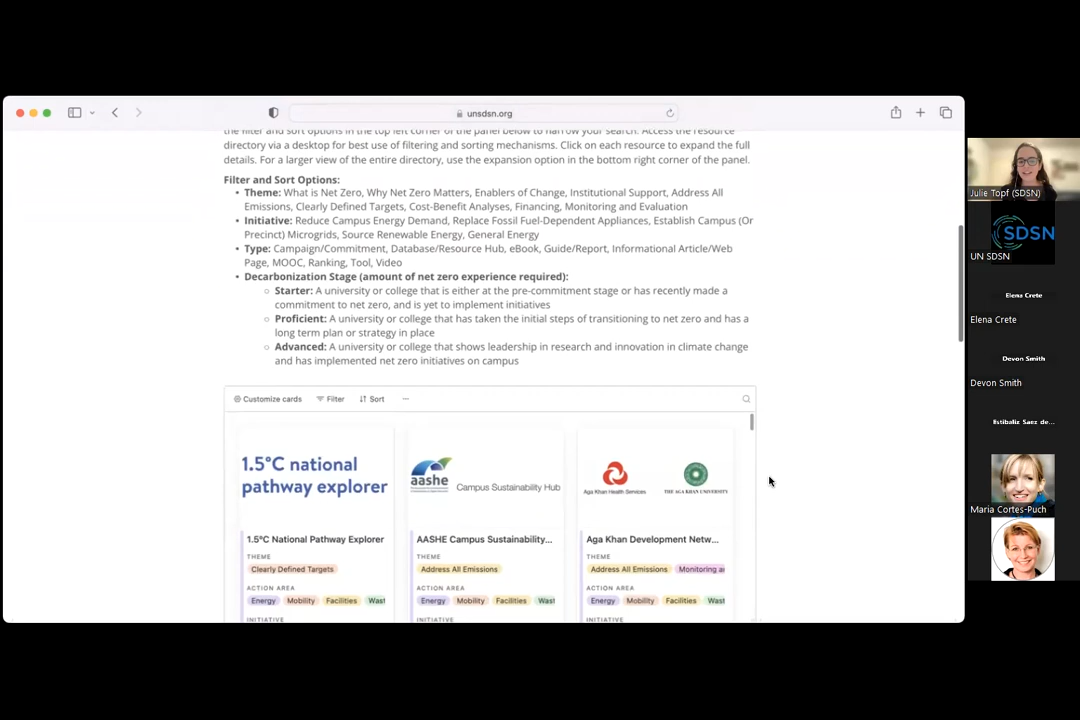 unsdsn.org
the filter and sort options in the top left corner of the panel below to narrow your search. Access the resource
directory via a desktop for best use of filtering and sorting mechanisms. Click on each resource to expand the full
details. For a larger view of the entire directory, use the expansion option in the bottom right corner of the panel.
Filter and Sort Options:
• Theme: What is Net Zero, Why Net Zero Matters, Enablers of Change, Institutional Support, Address All
Emissions, Clearly Defined Targets, Cost-Benefit Analyses, Financing, Monitoring and Evaluation
• Initiative: Reduce Campus Energy Demand, Replace Fossil Fuel-Dependent Appliances, Establish Campus (Or
Precinct) Microgrids, Source Renewable Energy, General Energy
• Type: Campaign/Commitment, Database/Resource Hub, eBook, Guide/Report, Informational Article/Web
Page, MOOC, Ranking, Tool, Video
• Decarbonization Stage (amount of net zero experience required):
○ Starter: A university or college that is either at the pre-commitment stage or has recently made a
commitment to net zero, and is yet to implement initiatives
○ Proficient: A university or college that has taken the initial steps of transitioning to net zero and has a
long term plan or strategy in place
○ Advanced: A university or college that shows leadership in research and innovation in climate change
and has implemented net zero initiatives on campus
Customize cards Filter Sort ...
1.5°C national
pathway explorer
aashe Campus Sustainability Hub
Aga Khan Health Services THE AGA KHAN UNIVERSITY
1.5°C National Pathway Explorer
THEME
Clearly Defined Targets
ACTION AREA
Energy Mobility Facilities Wast
INITIATIVE
AASHE Campus Sustainability...
THEME
Address All Emissions
ACTION AREA
Energy Mobility Facilities Wast
INITIATIVE
Aga Khan Development Netw...
THEME
Address All Emissions Monitoring a
ACTION AREA
Energy Mobility Facilities Wast
INITIATIVE
Julie Topf (SDSN)
SDSN
UN SDSN
Elena Crete
Elena Crete
Devon Smith
Devon Smith
Estibaliz Saez de...
Maria Cortes-Puch